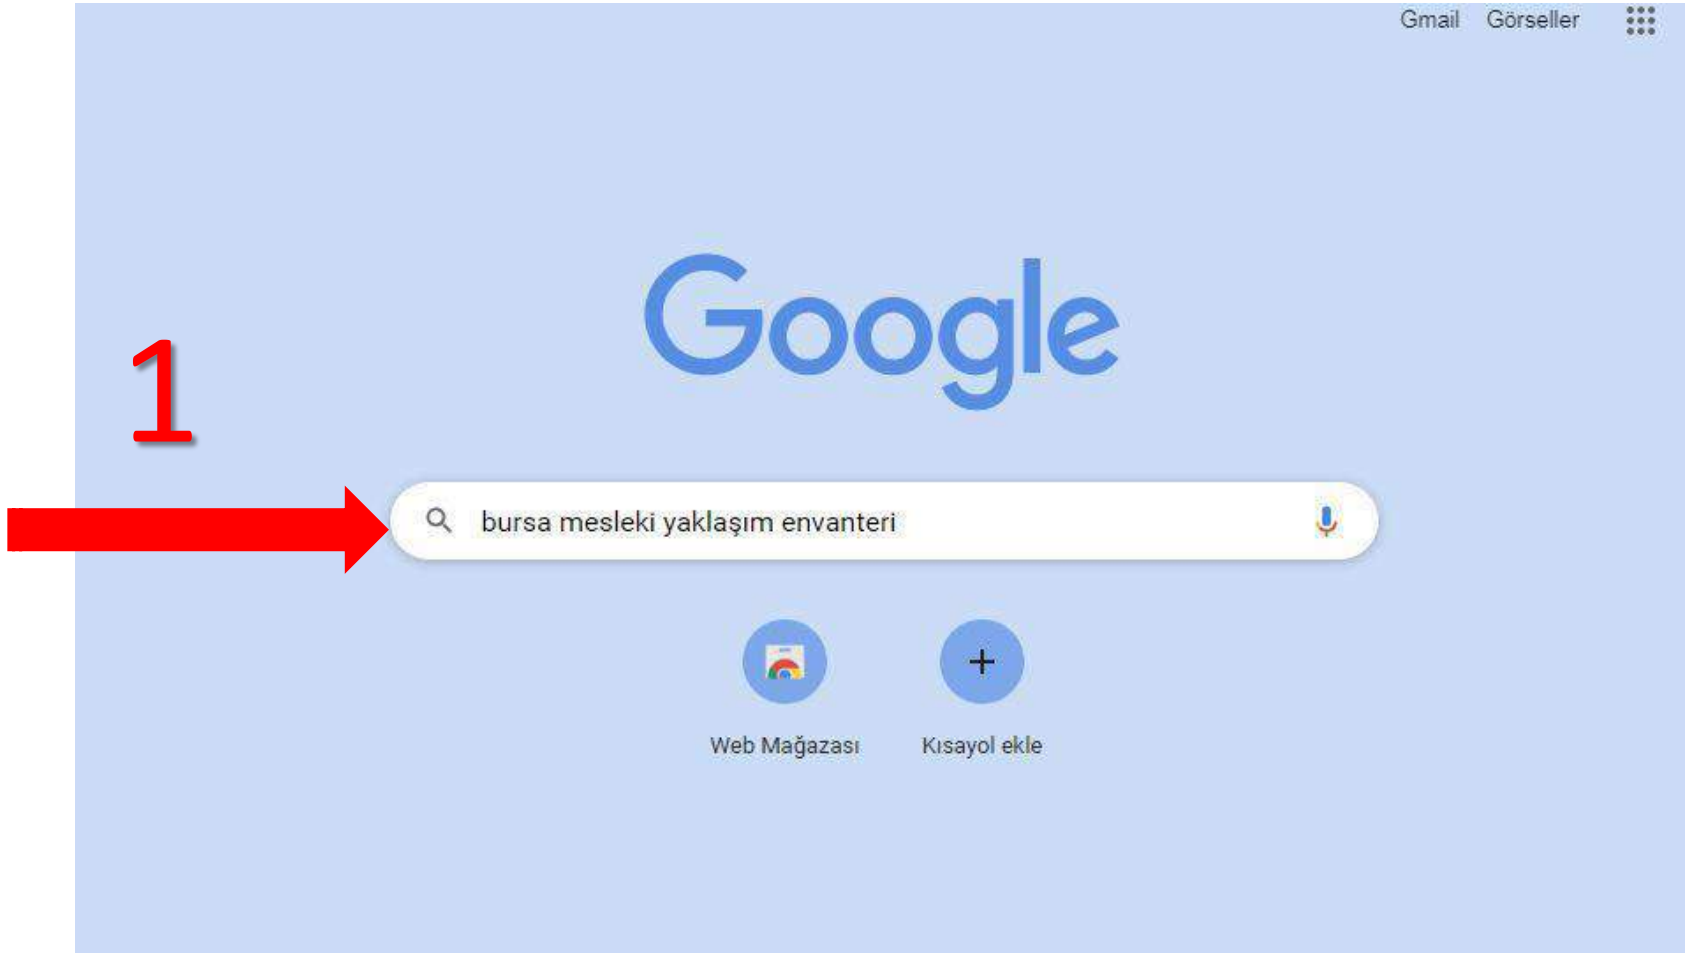 Gmail Görseller
Google
1
bursa mesleki yaklaşım envanteri
Web Mağazası Kısayol ekle